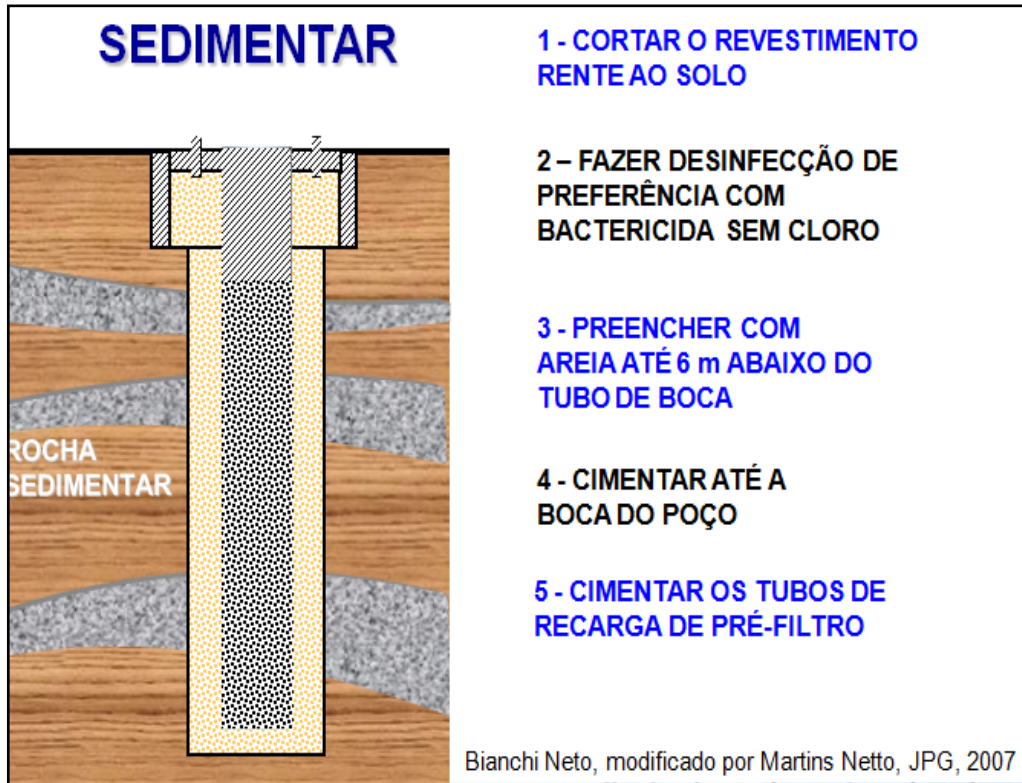 SEDIMENTAR
1 - CORTAR O REVESTIMENTO
RENTE AO SOLO
2 – FAZER DESINFECÇÃO DE
PREFERÊNCIA COM
BACTERICIDA SEM CLORO
3 - PREENCHER COM
AREIA ATÉ 6 m ABAIXO DO
TUBO DE BOCA
ROCHA
SEDIMENTAR
4 - CIMENTAR ATÉ A
BOCA DO POÇO
5 - CIMENTAR OS TUBOS DE
RECARGA DE PRÉ-FILTRO
Bianchi Neto, modificado por Martins Netto, JPG, 2007